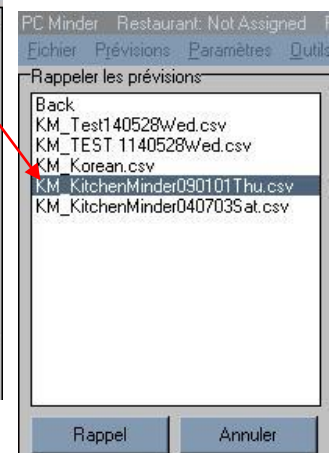 PC Minder Restaurant: Not Assigned
Fichier Prévisions Paramètres Outils
Rappeler les prévisions
Back
KM_Test140528Wed.csv
KM_TEST 1140528Wed.csv
KM_Korean.csv
KM_KitchenMinder090101Thu.csv
KM_KitchenMinder040703Sat.csv
Rappel Annuler